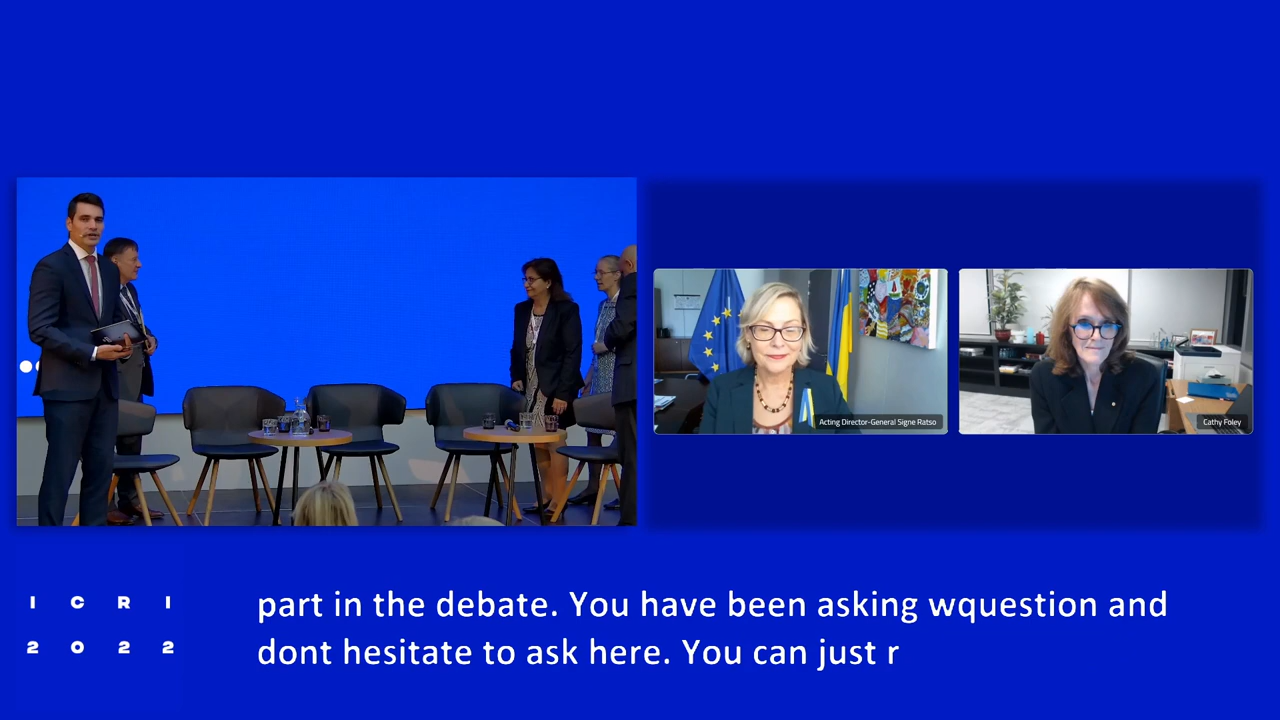 Acting Director-General Signe Ratso
Cathy Foley
I C R I
2 0 2 2
part in the debate. You have been asking wquestion and
dont hesitate to ask here. You can just r